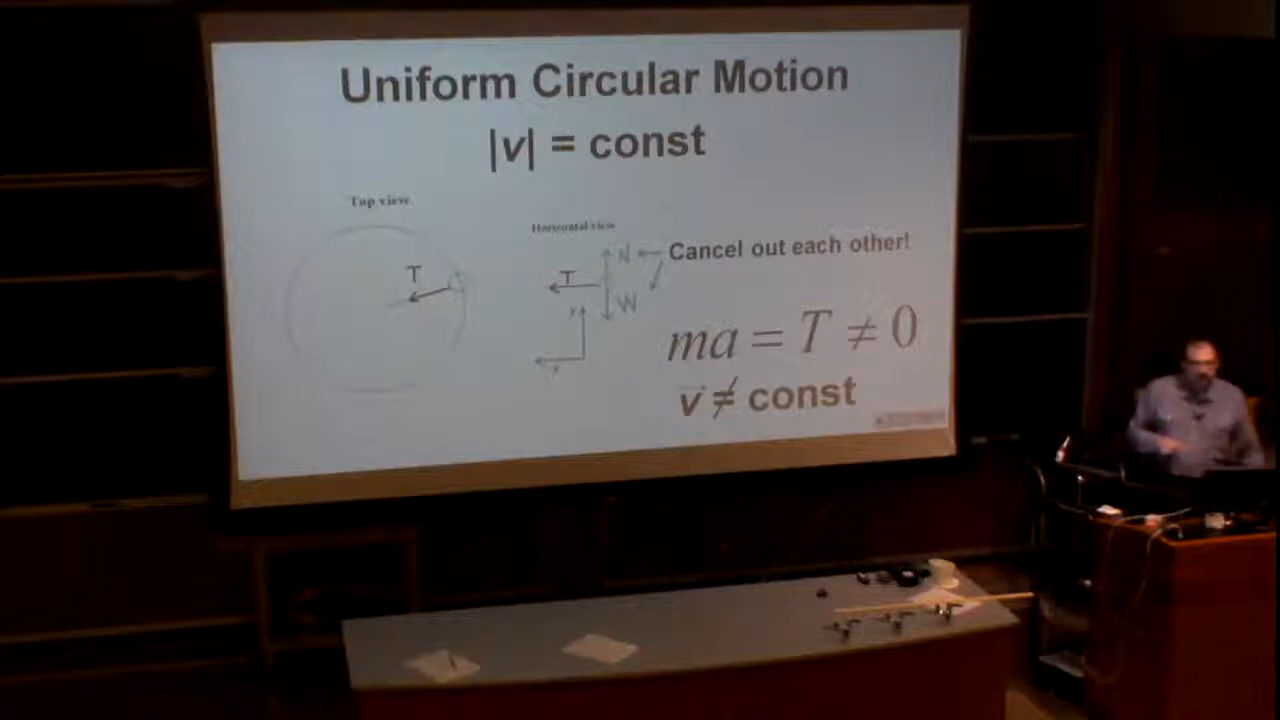 Uniform Circular Motion
|v| = const
Top view
Horizontal view
T
N
Cancel out each other!
T
W
y
ma = T ≠ 0
v ≠ const